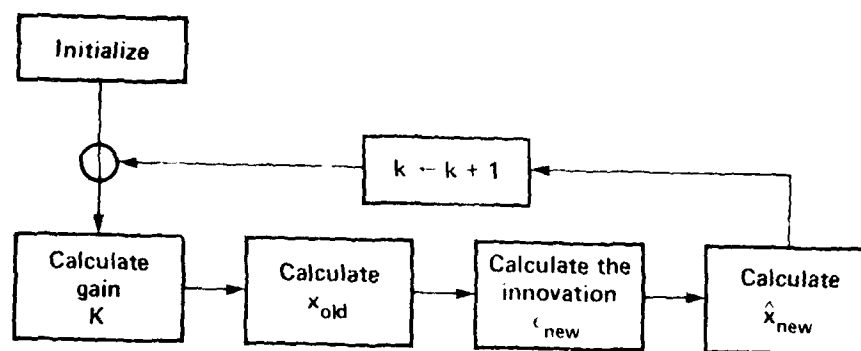 Initialize
k ← k + 1
Calculate
gain
K
Calculate
x_old
Calculate the
innovation
ϵ_new
Calculate
x̂_new